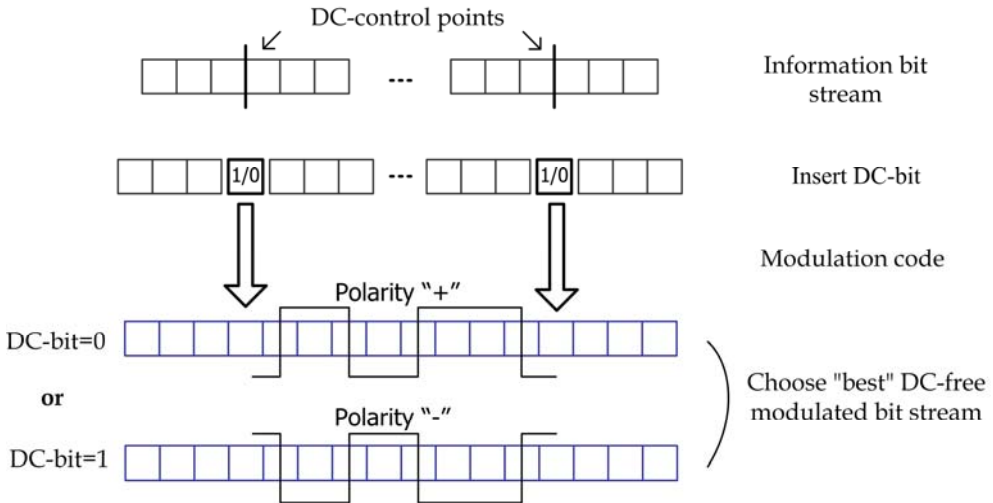 DC-control points
---
Information bit
stream
1/0
---
1/0
Insert DC-bit
Modulation code
Polarity “+”
DC-bit=0
or
Choose "best" DC-free
modulated bit stream
Polarity “-”
DC-bit=1